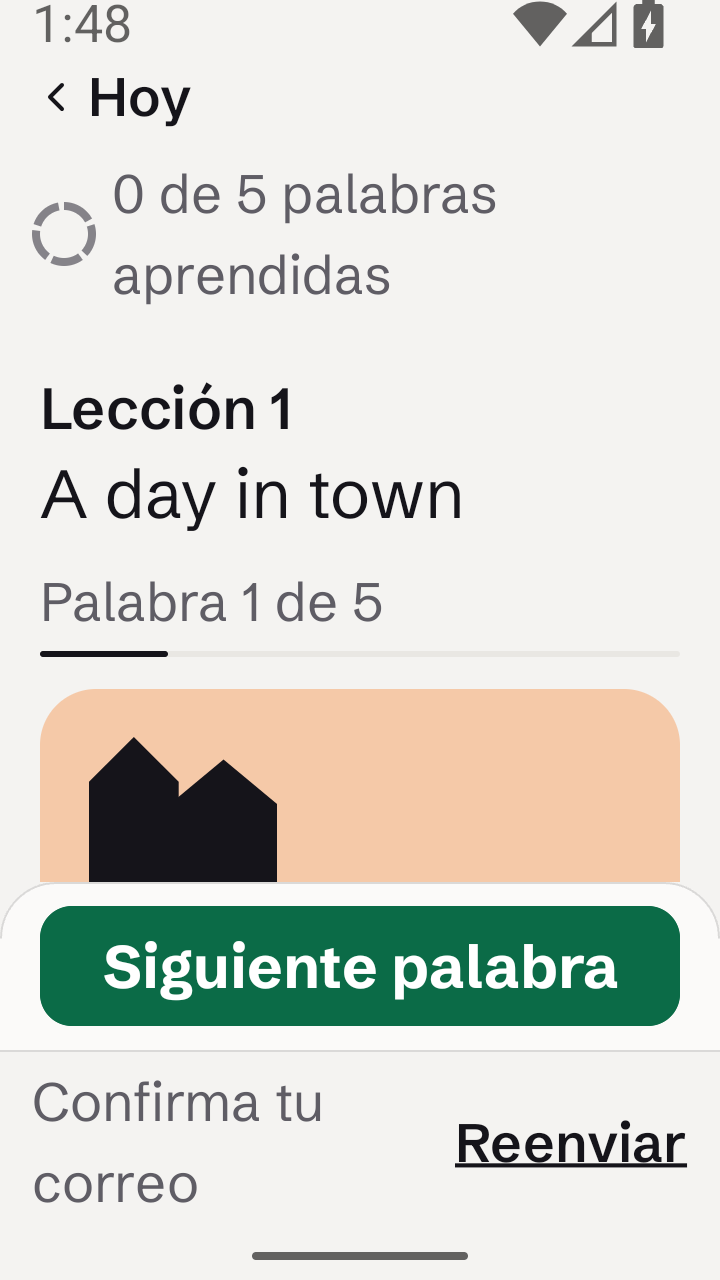 1:48
Hoy
0 de 5 palabras
aprendidas
Lección 1
A day in town
Palabra 1 de 5
Siguiente palabra
Confirma tu
correo
Reenviar